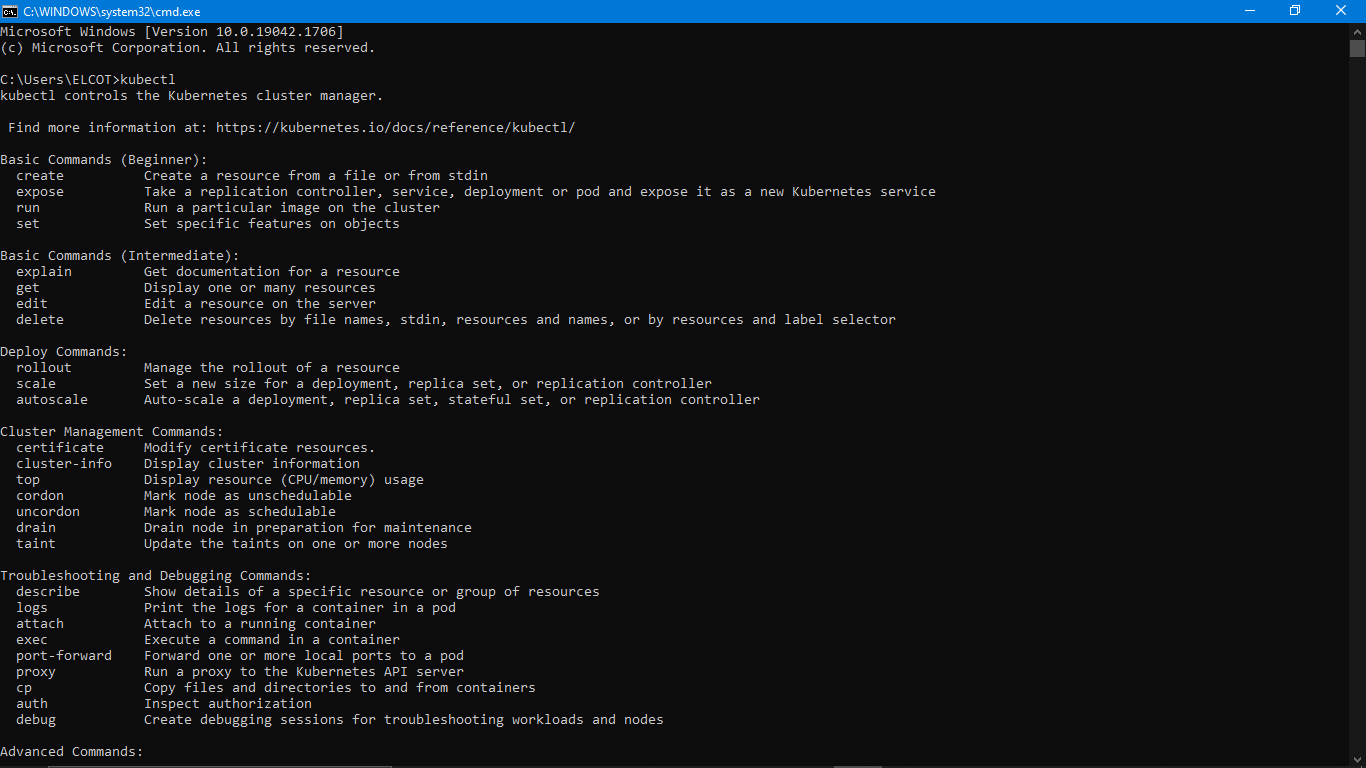 C:\WINDOWS\system32\cmd.exe
Microsoft Windows [Version 10.0.19042.1706]
(c) Microsoft Corporation. All rights reserved.
C:\Users\ELCOT>kubectl
kubectl controls the Kubernetes cluster manager.
Find more information at: https://kubernetes.io/docs/reference/kubectl/
Basic Commands (Beginner):
create Create a resource from a file or from stdin
expose Take a replication controller, service, deployment or pod and expose it as a new Kubernetes service
run Run a particular image on the cluster
set Set specific features on objects
Basic Commands (Intermediate):
explain Get documentation for a resource
get Display one or many resources
edit Edit a resource on the server
delete Delete resources by file names, stdin, resources and names, or by resources and label selector
Deploy Commands:
rollout Manage the rollout of a resource
scale Set a new size for a deployment, replica set, or replication controller
autoscale Auto-scale a deployment, replica set, stateful set, or replication controller
Cluster Management Commands:
certificate Modify certificate resources.
cluster-info Display cluster information
top Display resource (CPU/memory) usage
cordon Mark node as unschedulable
uncordon Mark node as schedulable
drain Drain node in preparation for maintenance
taint Update the taints on one or more nodes
Troubleshooting and Debugging Commands:
describe Show details of a specific resource or group of resources
logs Print the logs for a container in a pod
attach Attach to a running container
exec Execute a command in a container
port-forward Forward one or more local ports to a pod
proxy Run a proxy to the Kubernetes API server
cp Copy files and directories to and from containers
auth Inspect authorization
debug Create debugging sessions for troubleshooting workloads and nodes
Advanced Commands: